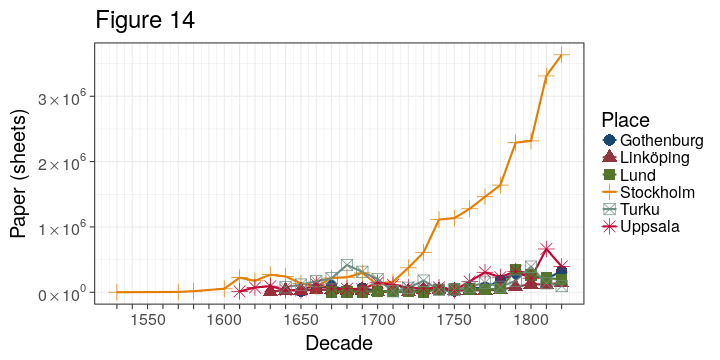 Figure 14
Paper (sheets)
3×10⁶
2×10⁶
1×10⁶
0×10⁰
1550 1600 1650 1700 1750 1800
Decade
Place
Gothenburg
Linköping
Lund
Stockholm
Turku
Uppsala